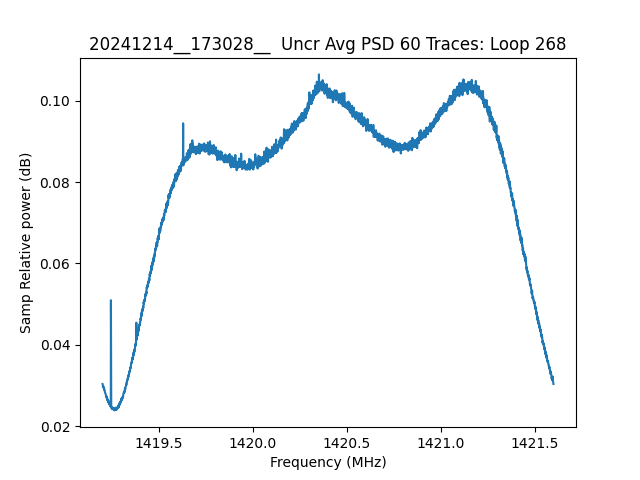 20241214__173028__  Uncr Avg PSD 60 Traces: Loop 268
0.10
0.08
0.06
0.04
0.02
Samp Relative power (dB)
1419.5 1420.0 1420.5 1421.0 1421.5
Frequency (MHz)